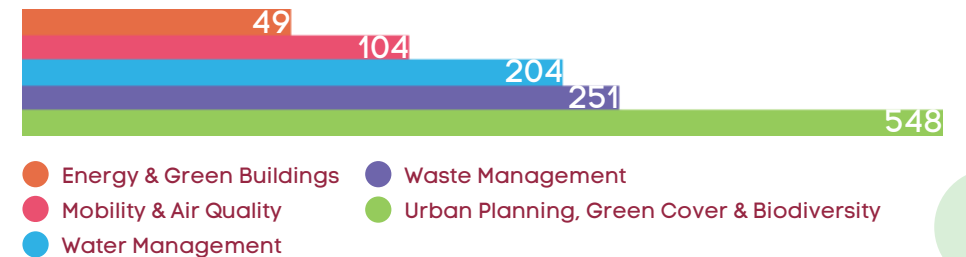 49
104
204
251
548
Energy & Green Buildings
Mobility & Air Quality
Water Management
Waste Management
Urban Planning, Green Cover & Biodiversity